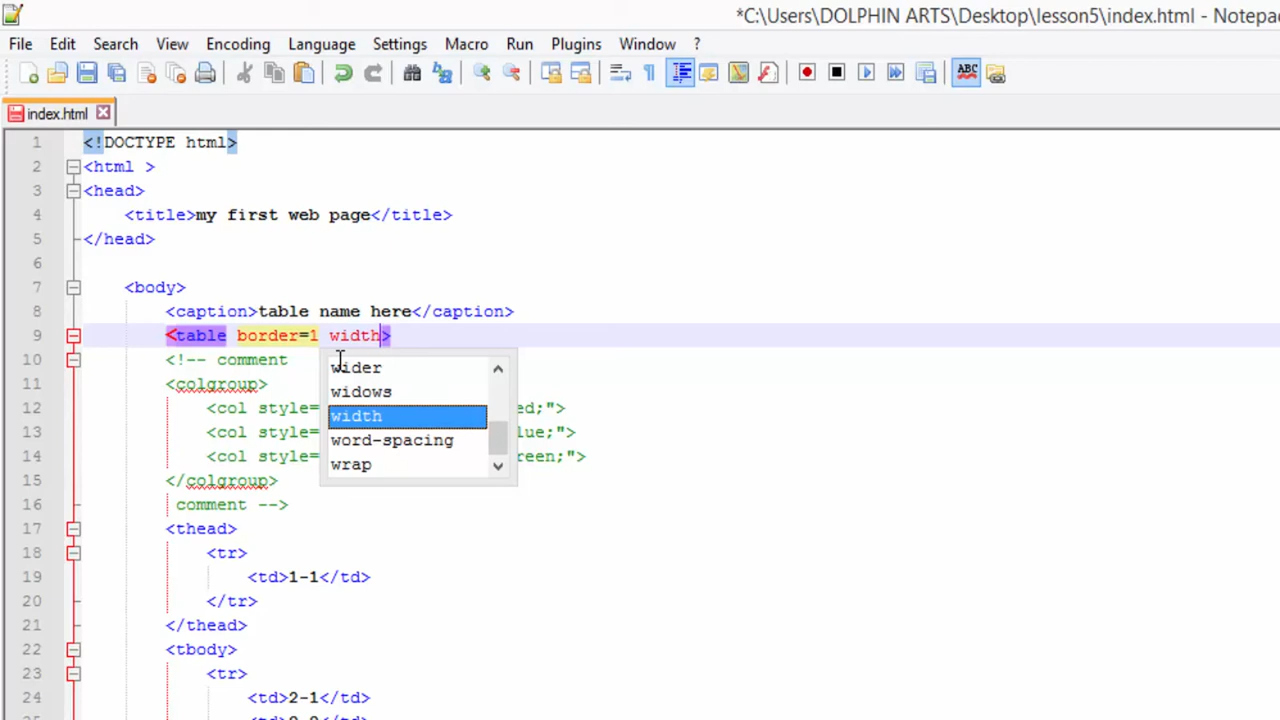 *C:\Users\DOLPHIN ARTS\Desktop\lesson5\index.html - Notepa
File Edit Search View Encoding Language Settings Macro Run Plugins Window ?
ABC
index.html
1 <!DOCTYPE html>
2 <html >
3 <head>
4 <title>my first web page</title>
5 </head>
6
7 <body>
8 <caption>table name here</caption>
9 <table border=1 width>
10 <!-- comment
wider
11 <colgroup>
widows
12 <col style= ed;">
width
13 <col style= lue;">
word-spacing
14 <col style= reen;">
wrap
15 </colgroup>
16 comment -->
17 <thead>
18 <tr>
19 <td>1-1</td>
20 </tr>
21 </thead>
22 <tbody>
23 <tr>
24 <td>2-1</td>